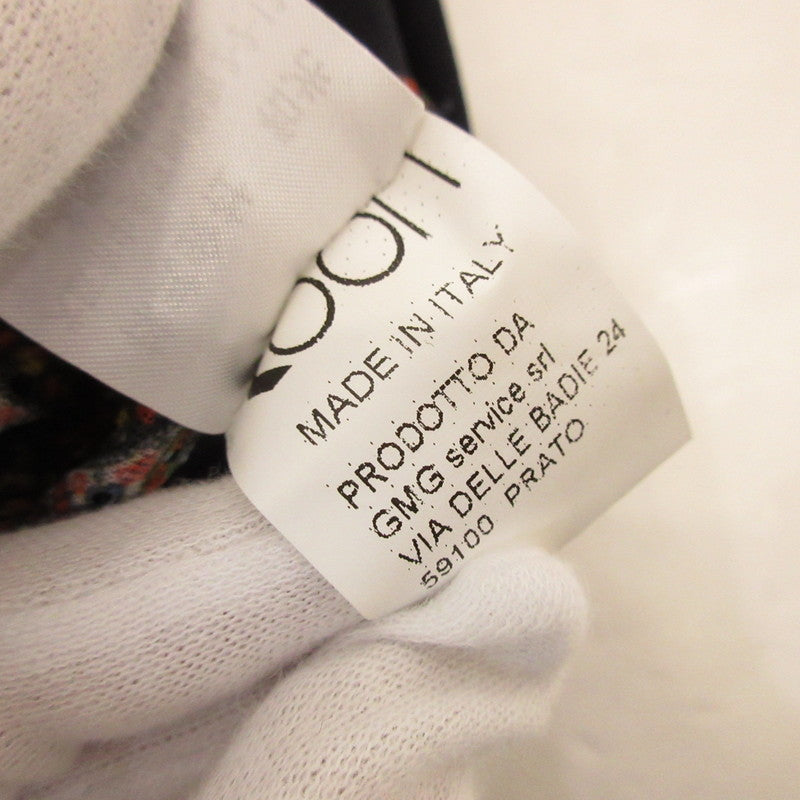 MADE IN ITALY
PRODOTTO DA
GMG service srl
VIA DELLE BADIE 24
59100 PRATO